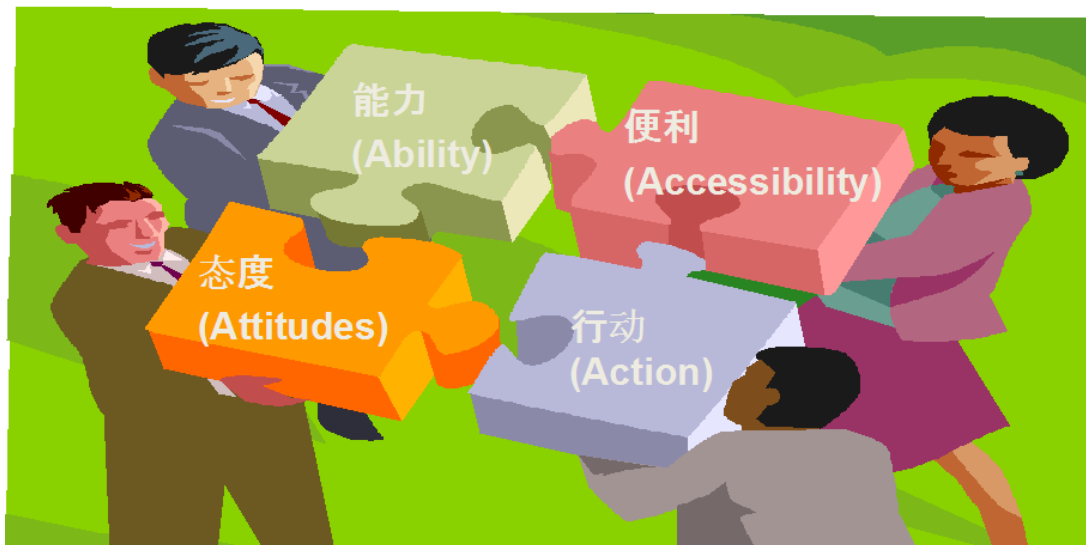 能力
(Ability)
便利
(Accessibility)
态度
(Attitudes)
行动
(Action)